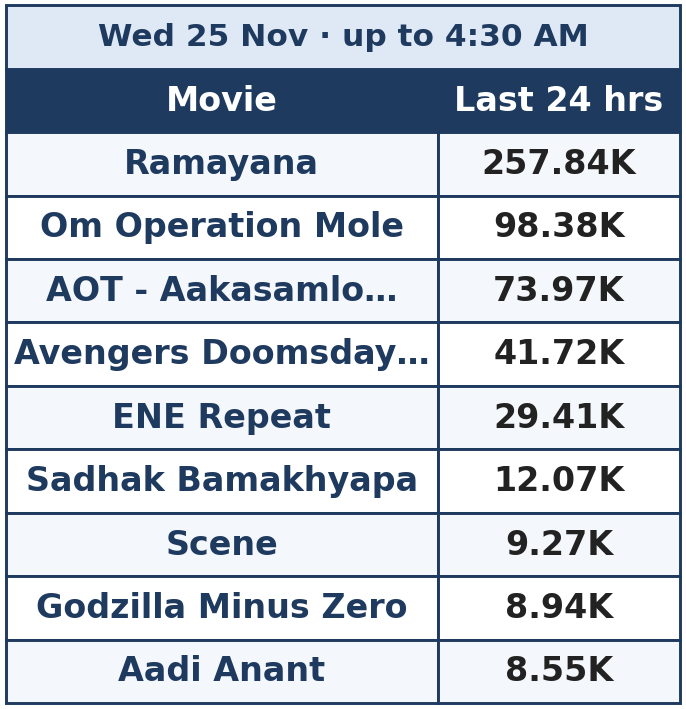 Wed 25 Nov · up to 4:30 AM
Movie Last 24 hrs
Ramayana 257.84K
Om Operation Mole 98.38K
AOT - Aakasamlo... 73.97K
Avengers Doomsday... 41.72K
ENE Repeat 29.41K
Sadhak Bamakhyapa 12.07K
Scene 9.27K
Godzilla Minus Zero 8.94K
Aadi Anant 8.55K